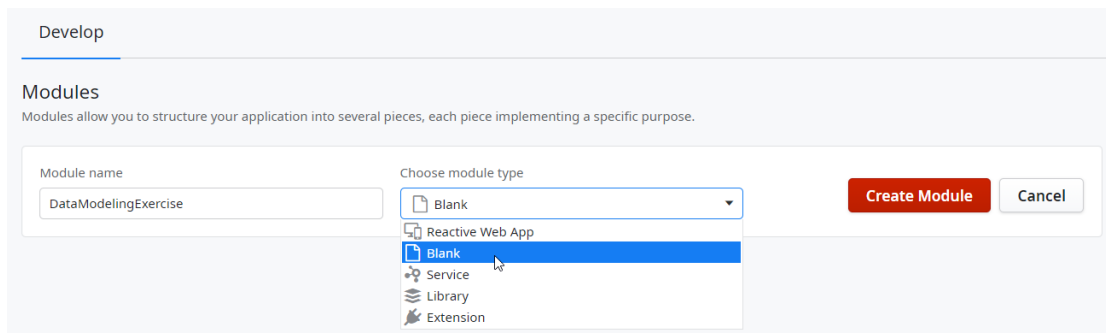 Develop
Modules
Modules allow you to structure your application into several pieces, each piece implementing a specific purpose.
Module name
Choose module type
DataModelingExercise
Blank
Create Module
Cancel
Reactive Web App
Blank
Service
Library
Extension